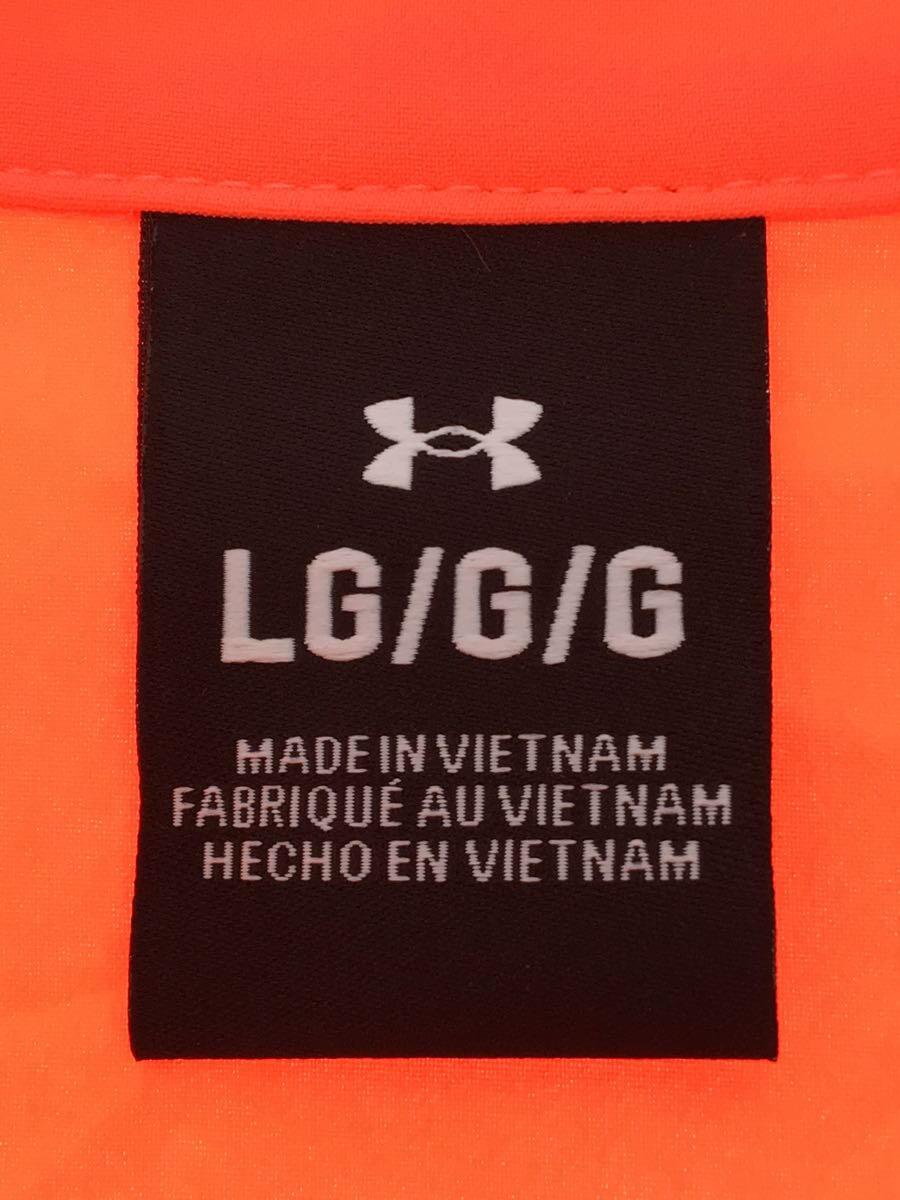 LG/G/G
MADE IN VIETNAM
FABRIQUÉ AU VIETNAM
HECHO EN VIETNAM